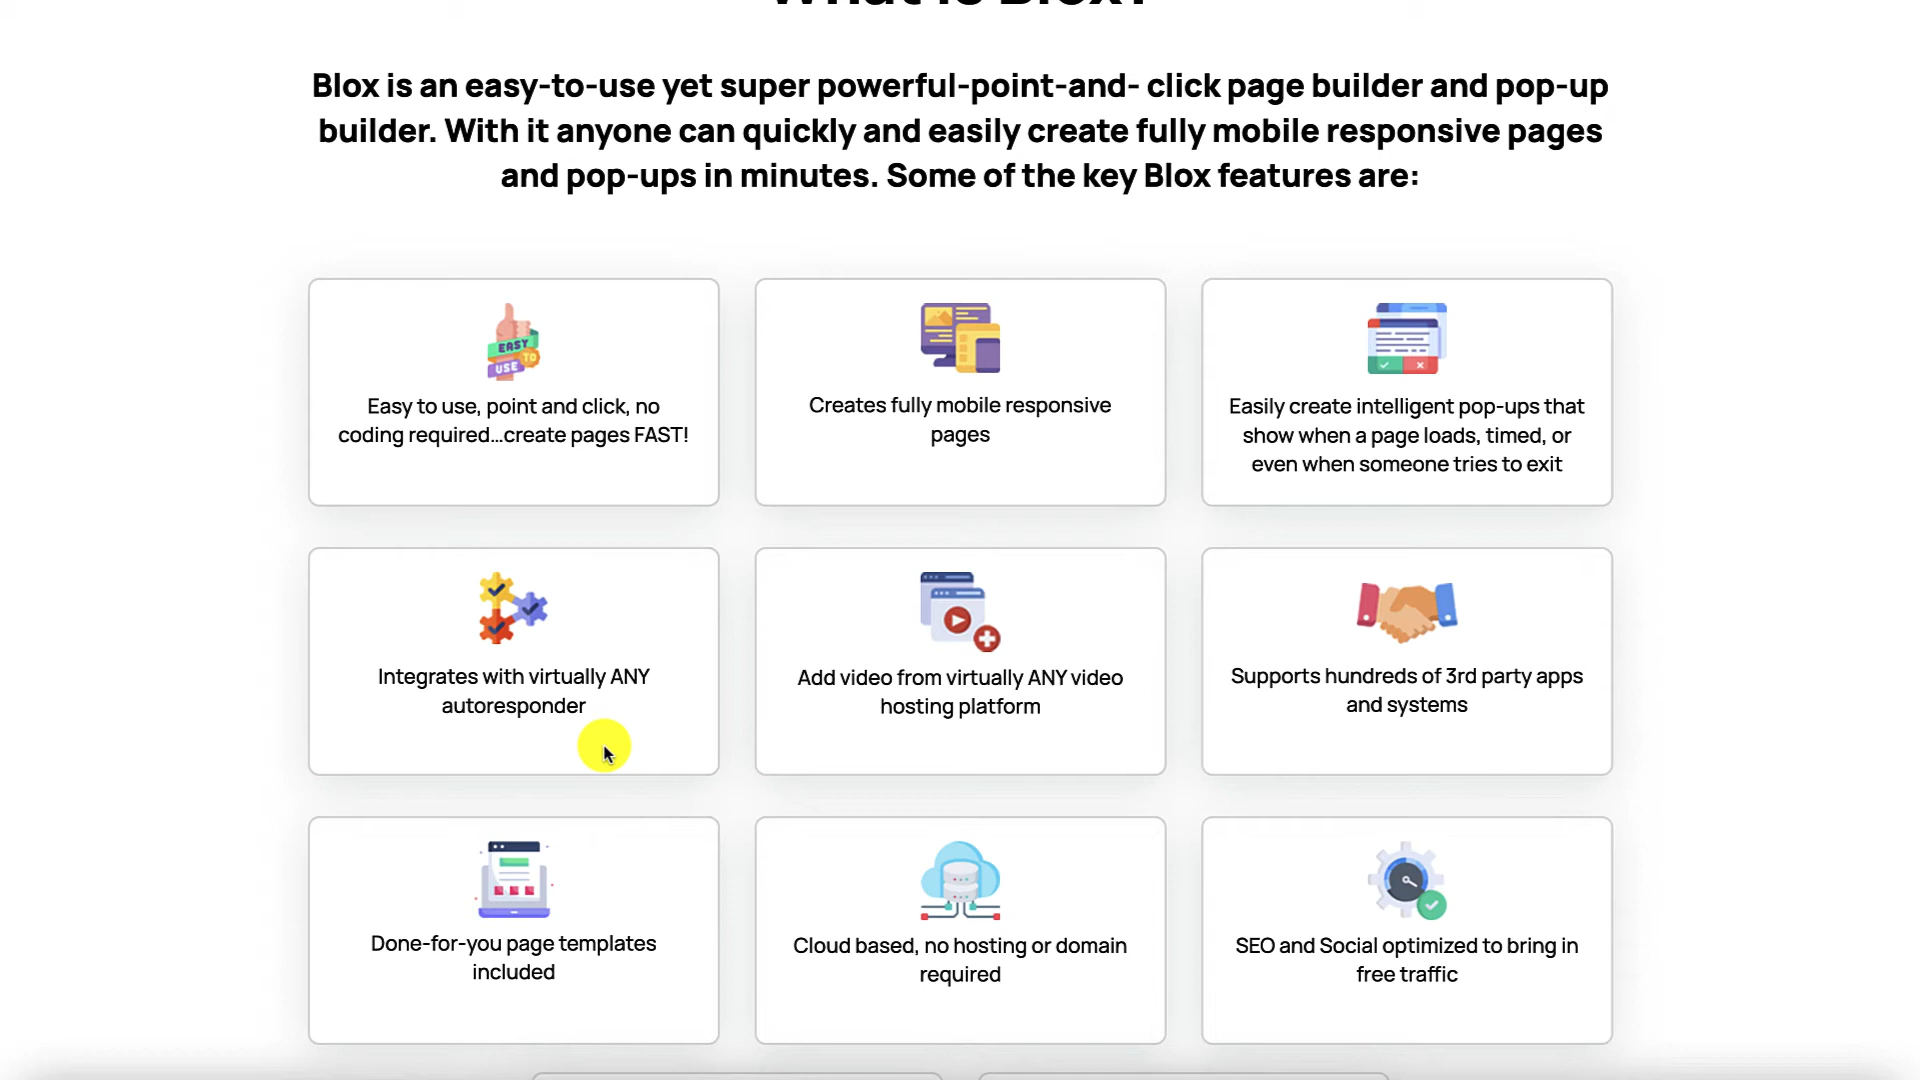 What is Blox?
Blox is an easy-to-use yet super powerful-point-and- click page builder and pop-up
builder. With it anyone can quickly and easily create fully mobile responsive pages
and pop-ups in minutes. Some of the key Blox features are:
EASY
TO
USE
Easy to use, point and click, no
coding required...create pages FAST!
Creates fully mobile responsive
pages
Easily create intelligent pop-ups that
show when a page loads, timed, or
even when someone tries to exit
Integrates with virtually ANY
autoresponder
Add video from virtually ANY video
hosting platform
Supports hundreds of 3rd party apps
and systems
Done-for-you page templates
included
Cloud based, no hosting or domain
required
SEO and Social optimized to bring in
free traffic